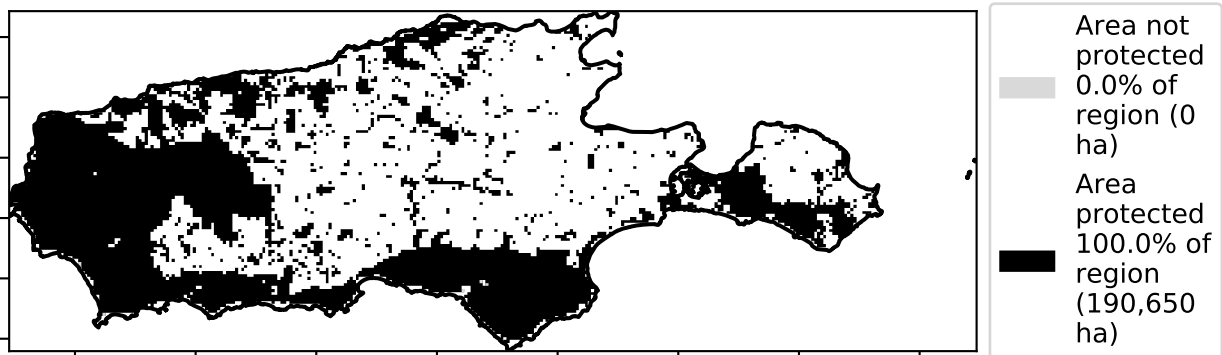 Area not
protected
0.0% of
region (0
ha)
Area
protected
100.0% of
region
(190,650
ha)